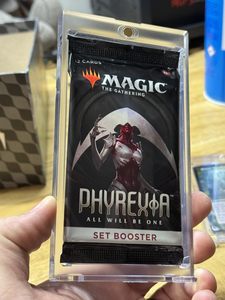 12 CARDS
MAGIC
THE GATHERING
PHYREXIA
ALL WILL BE ONE
SET BOOSTER